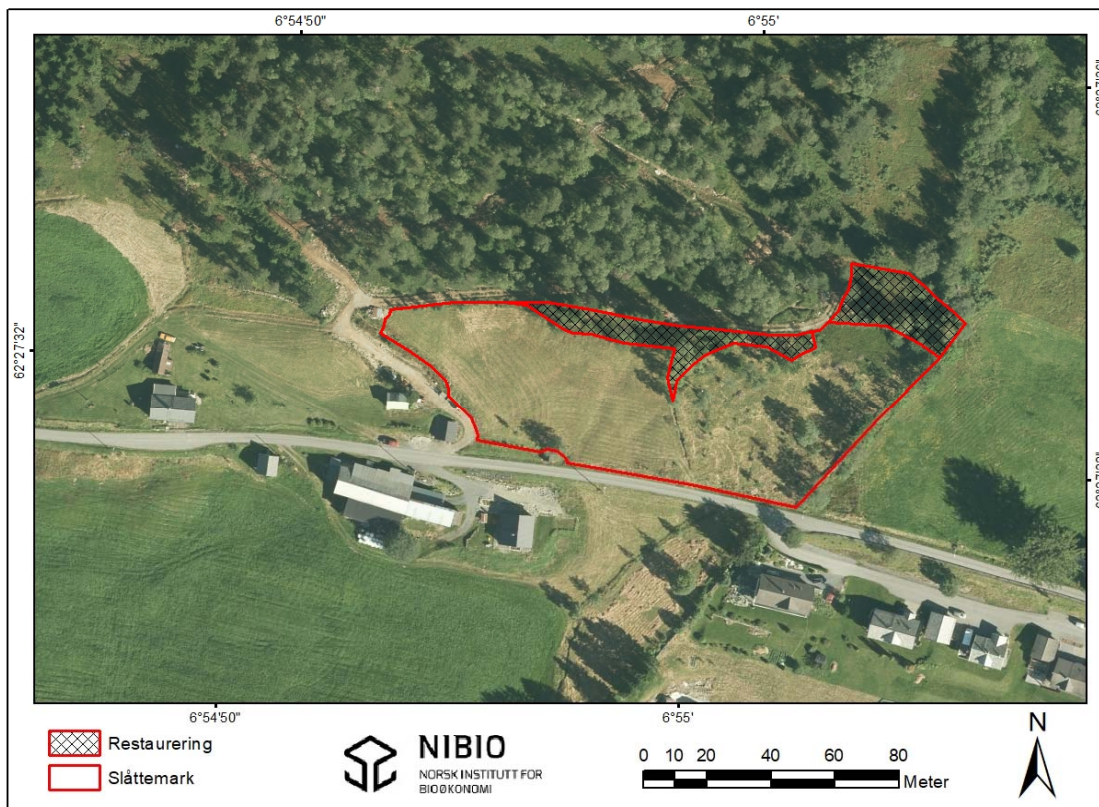 6°54'50"
6°55'
62°27'32"
6°54'50"
6°55'
Restaurering
Slåttemark
NIBIO
NORSK INSTITUTT FOR
BIOØKONOMI
0 10 20 40 60 80
Meter
N